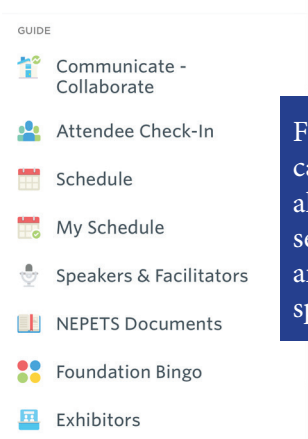 GUIDE
Communicate -
Collaborate
Attendee Check-In
Schedule
My Schedule
Speakers & Facilitators
NEPETS Documents
Foundation Bingo
Exhibitors